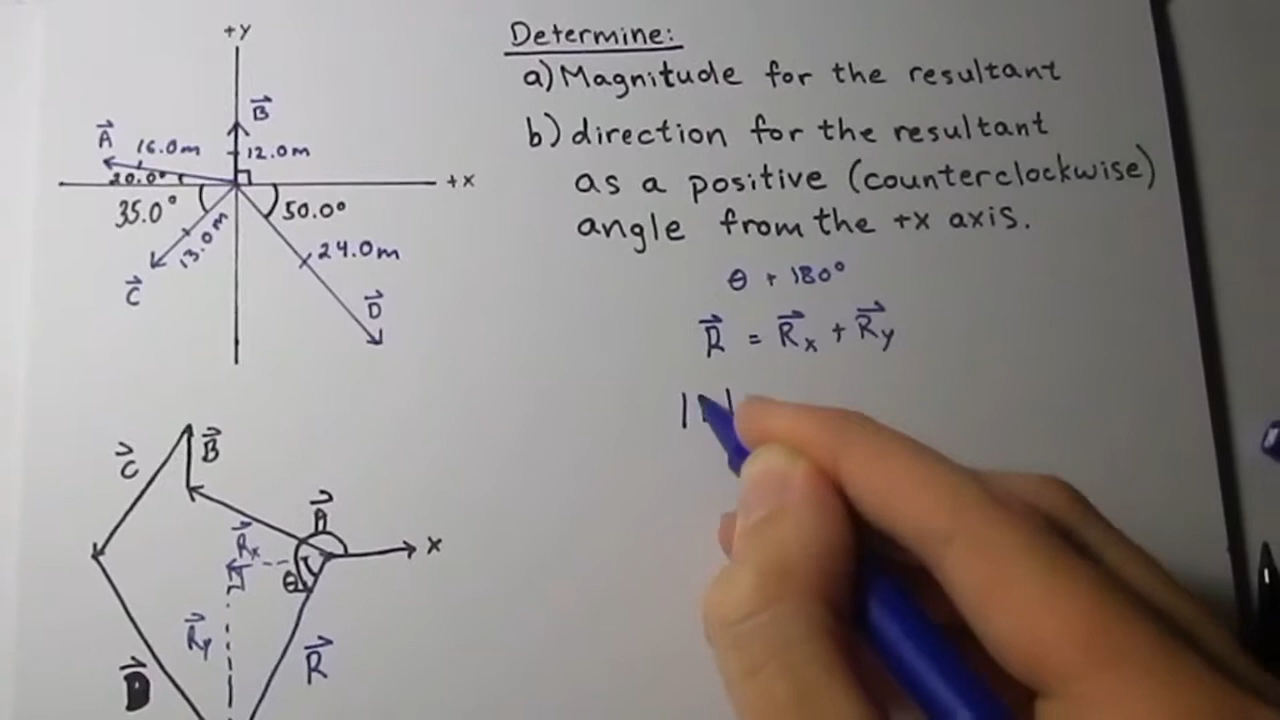 +Y
B
A
16.0m
12.0m
20.0°
+X
35.0°
50.0°
13.0m
24.0m
C
D
Determine:
a) Magnitude for the resultant
b) direction for the resultant
as a positive (counterclockwise)
angle from the +x axis.
θ + 180°
R = Rx + Ry
C
B
A
Rx
X
θ
Ry
R
D